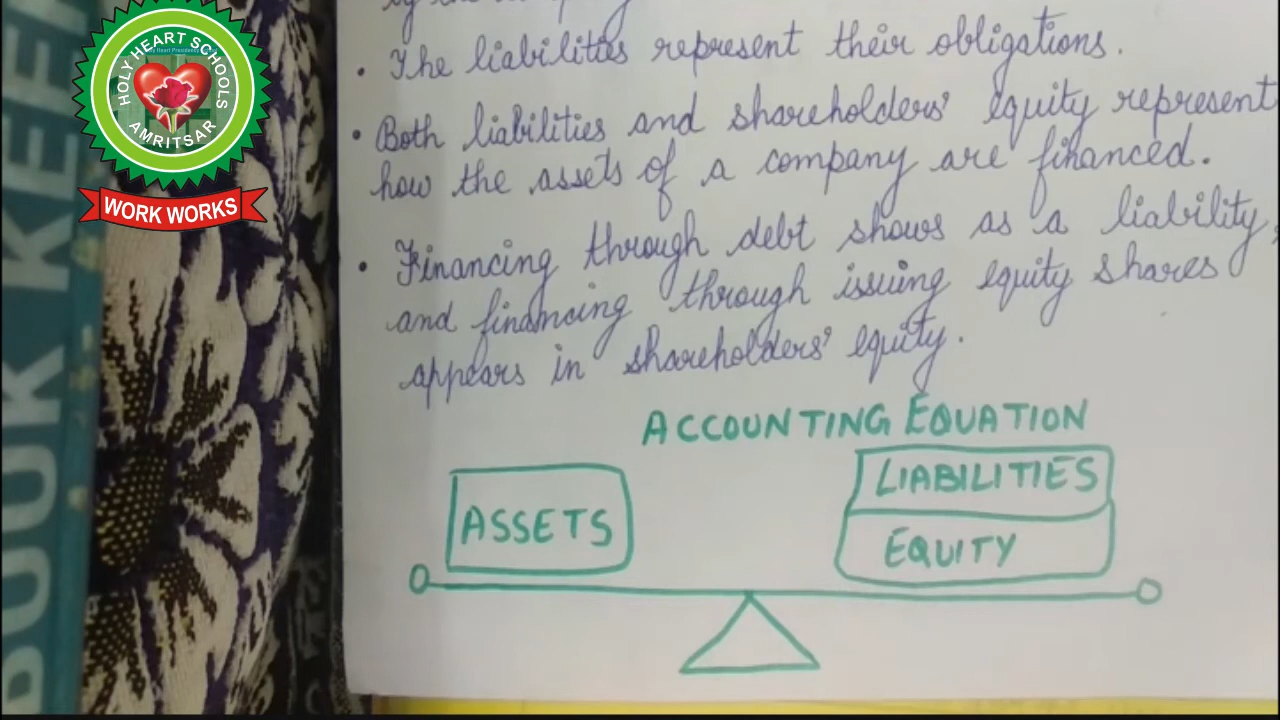 HOLY HEART SCHOOLS
AMRITSAR
WORK WORKS
BOOK KEE
• The liabilities represent their obligations.
• Both liabilities and shareholders' equity represent
how the assets of a company are financed.
• Financing through debt shows as a liability,
and financing through issuing equity shares
appears in shareholders' equity.
ACCOUNTING EQUATION
ASSETS
LIABILITIES
EQUITY